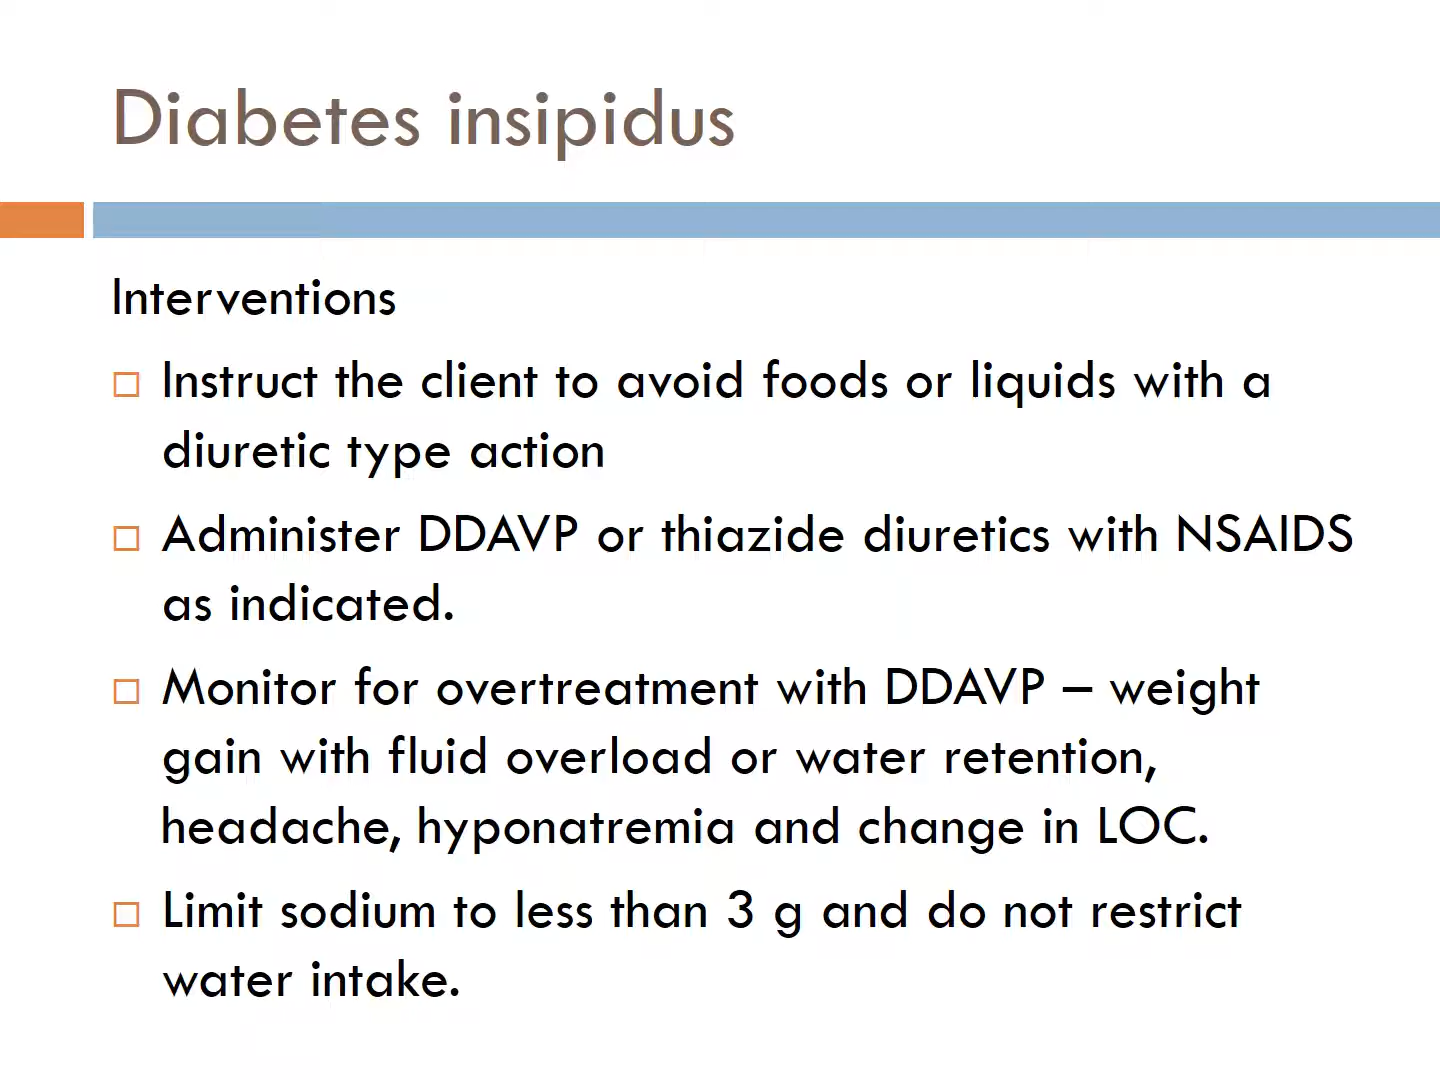 Diabetes insipidus
Interventions
Instruct the client to avoid foods or liquids with a
diuretic type action
Administer DDAVP or thiazide diuretics with NSAIDS
as indicated.
Monitor for overtreatment with DDAVP – weight
gain with fluid overload or water retention,
headache, hyponatremia and change in LOC.
Limit sodium to less than 3 g and do not restrict
water intake.